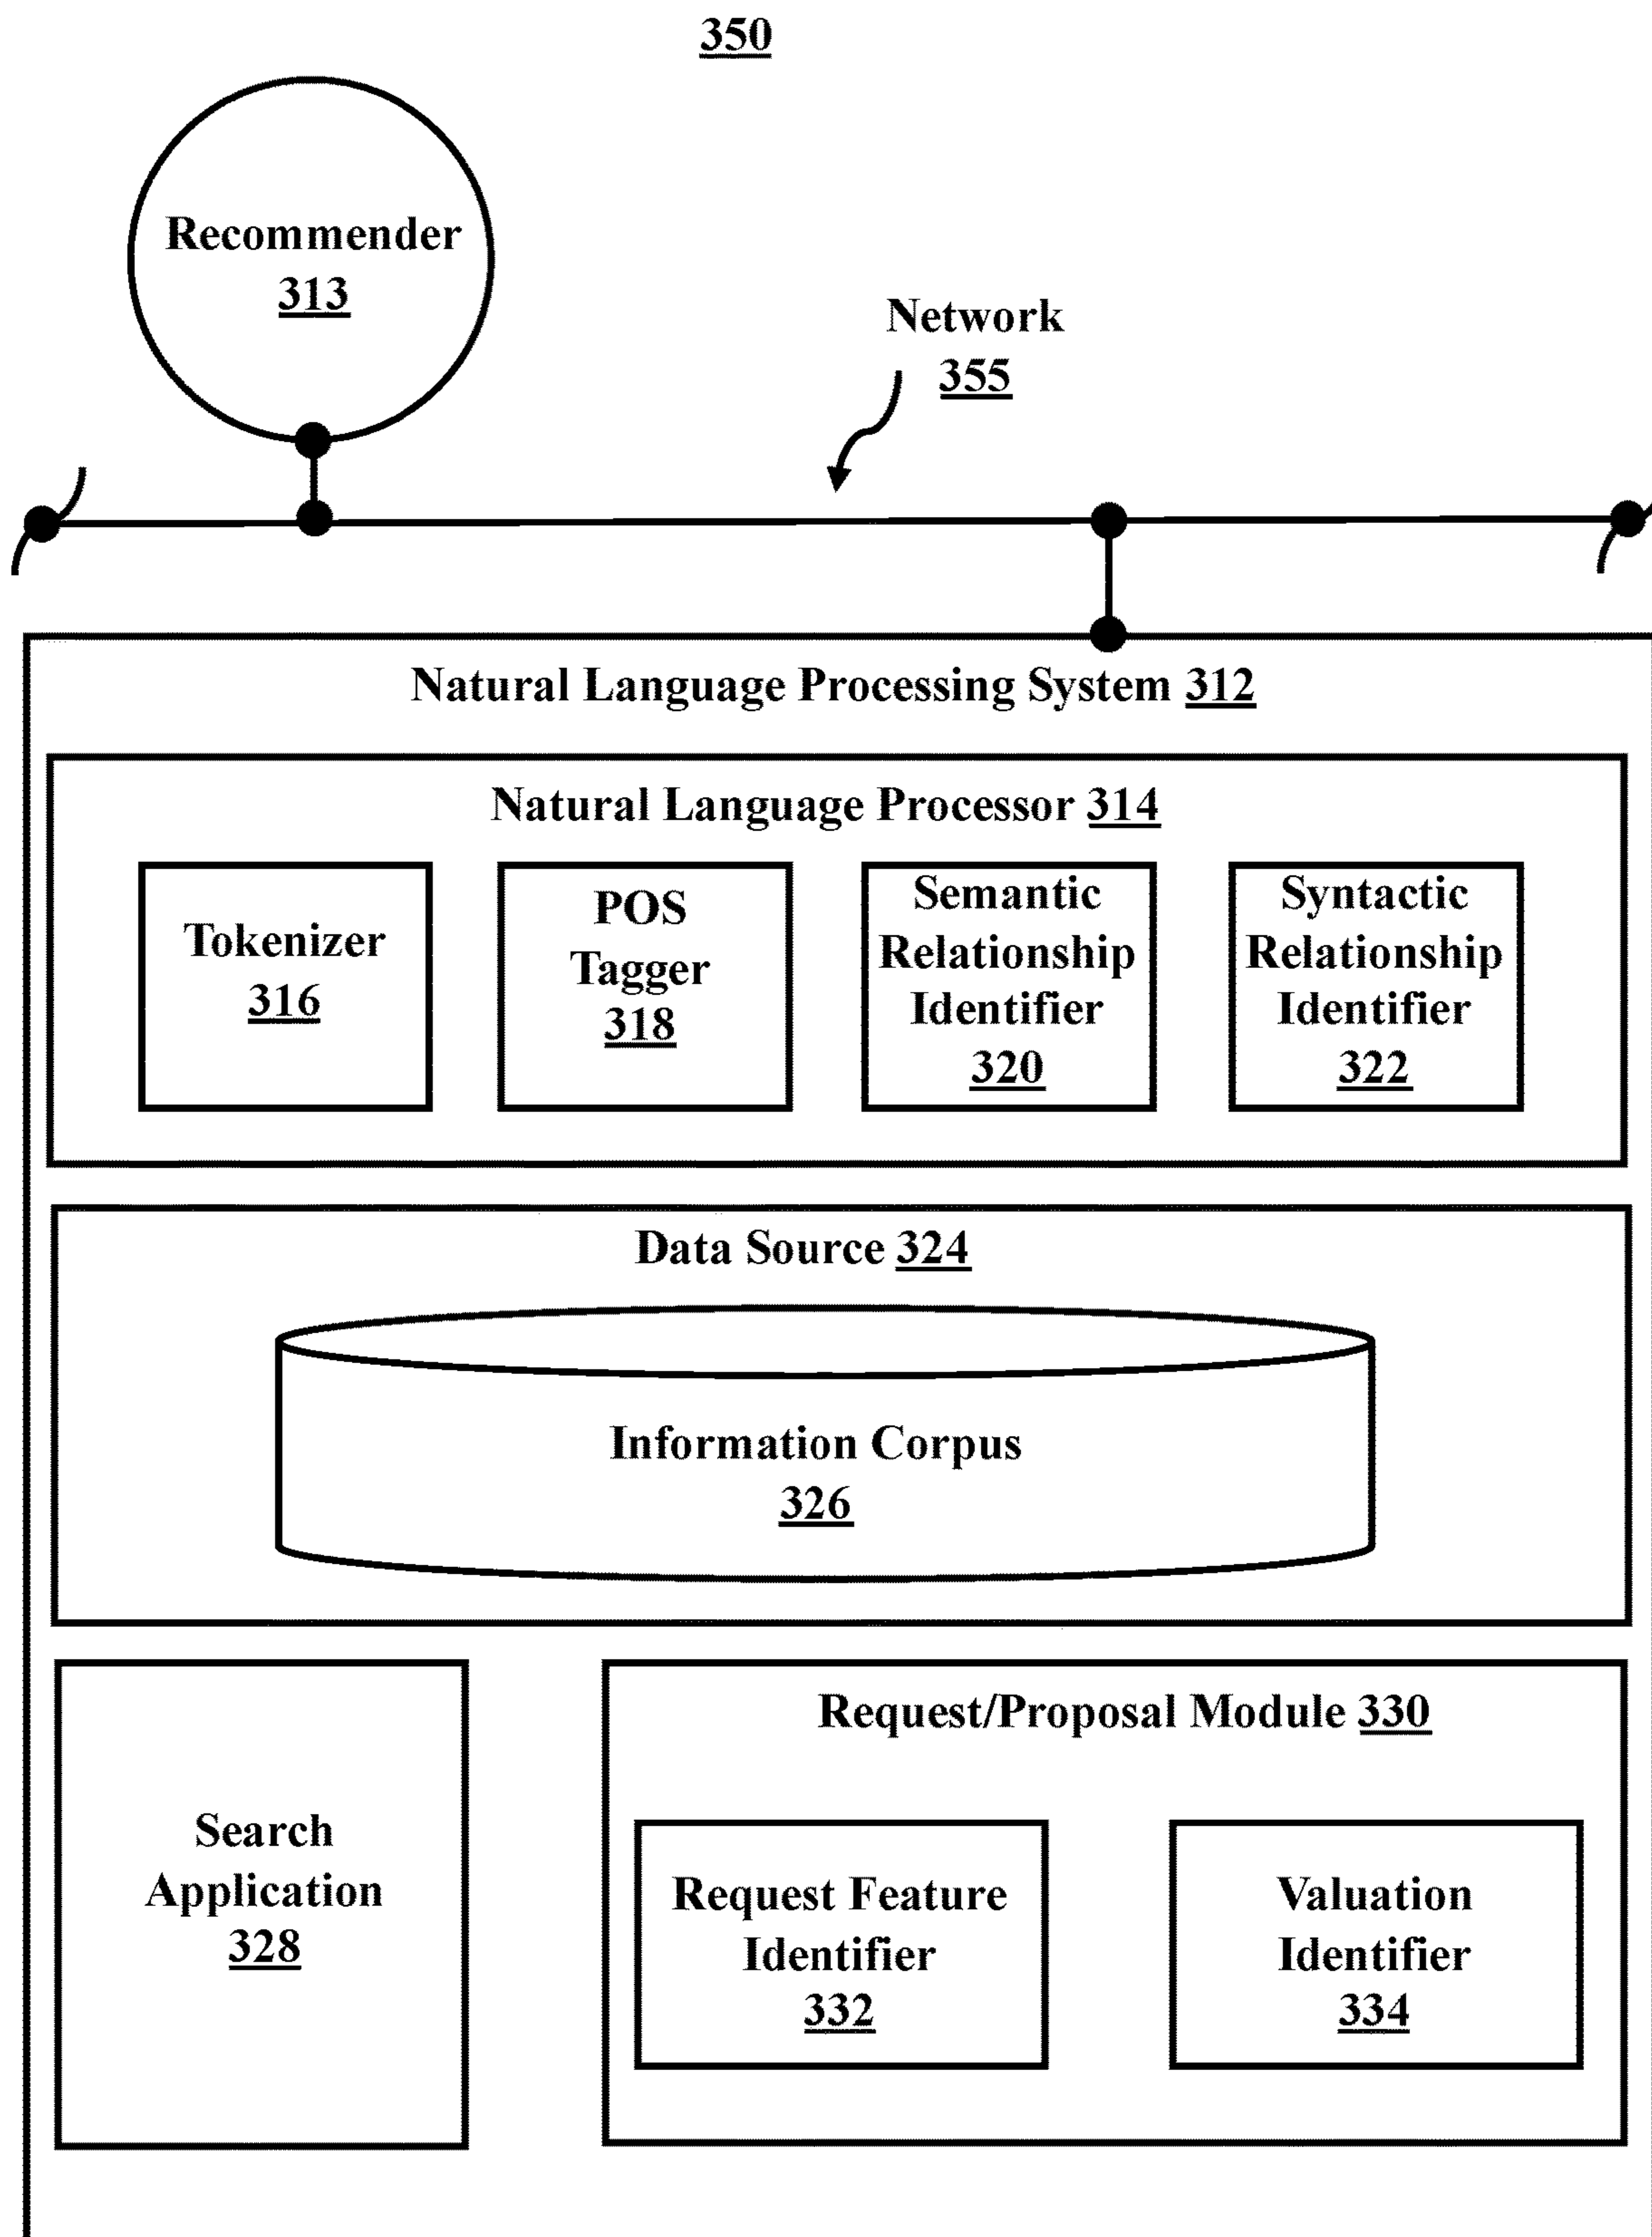 350
Recommender
313
Network
355
Natural Language Processing System 312
Natural Language Processor 314
Tokenizer
316
POS
Tagger
318
Semantic
Relationship
Identifier
320
Syntactic
Relationship
Identifier
322
Data Source 324
Information Corpus
326
Search
Application
328
Request/Proposal Module 330
Request Feature
Identifier
332
Valuation
Identifier
334